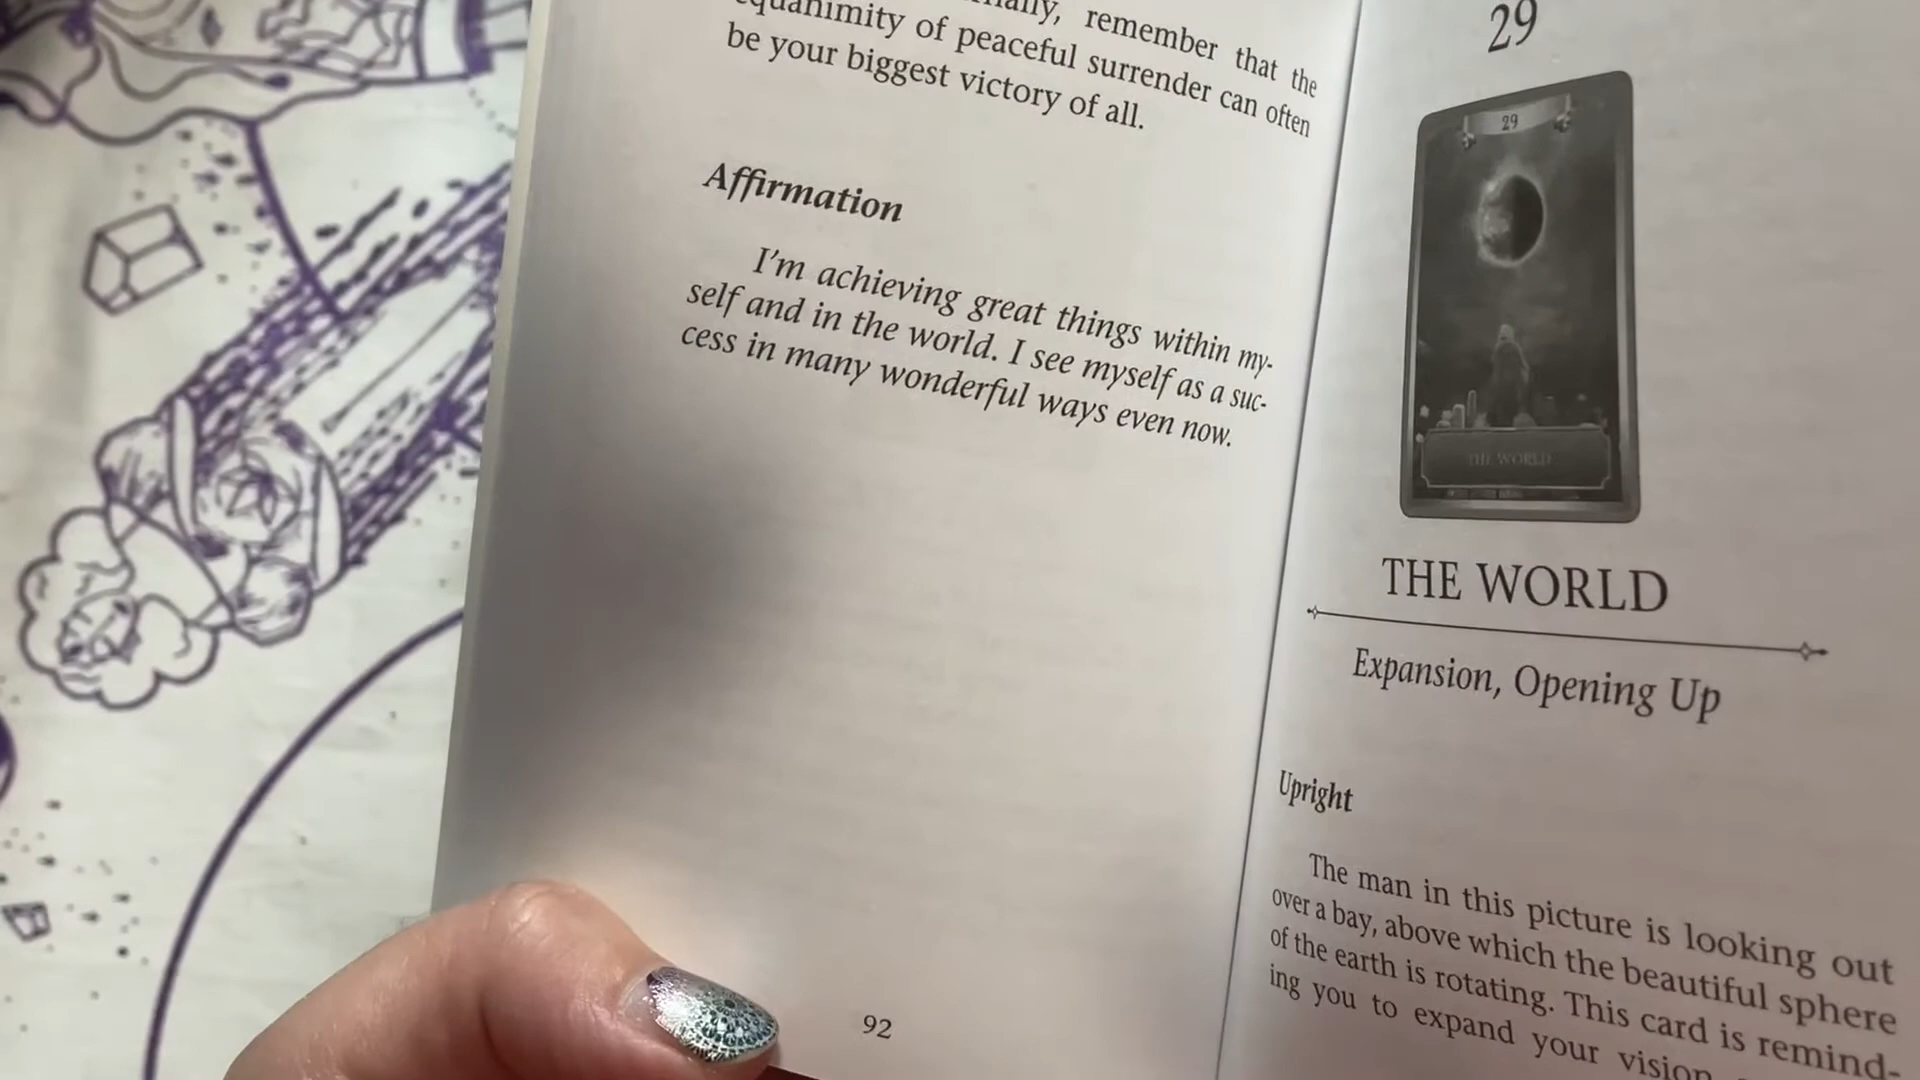 remember that the
equanimity of peaceful surrender can often
be your biggest victory of all.
Affirmation
I'm achieving great things within my-
self and in the world. I see myself as a suc-
cess in many wonderful ways even now.
92
29
29
THE WORLD
THE WORLD
Expansion, Opening Up
Upright
The man in this picture is looking out
over a bay, above which the beautiful sphere
of the earth is rotating. This card is remind-
ing you to expand your vision